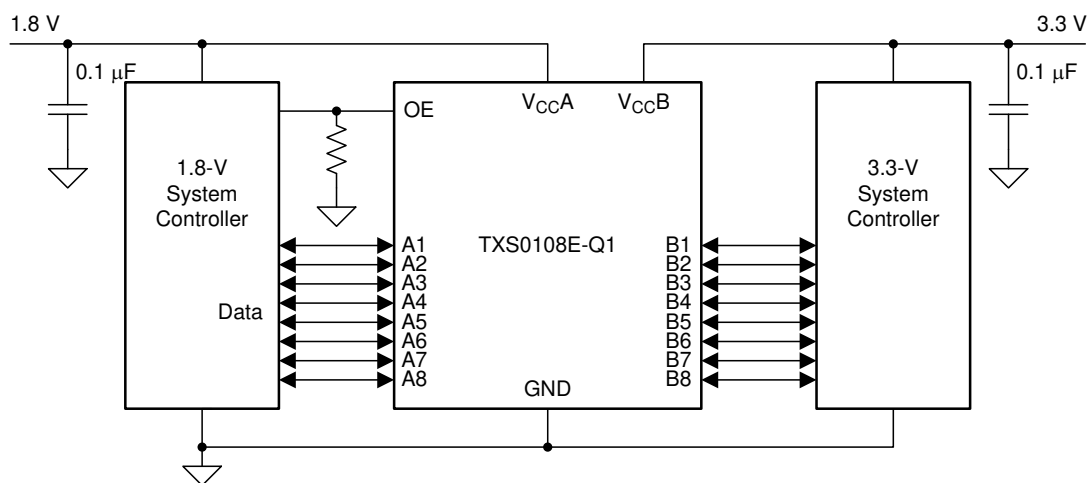 1.8 V
3.3 V
0.1 μF
0.1 μF
OE
V_CCA
V_CCB
1.8-V
System
Controller
3.3-V
System
Controller
A1
TXS0108E-Q1
B1
A2
B2
A3
B3
Data
A4
B4
A5
B5
A6
B6
A7
B7
A8
B8
GND